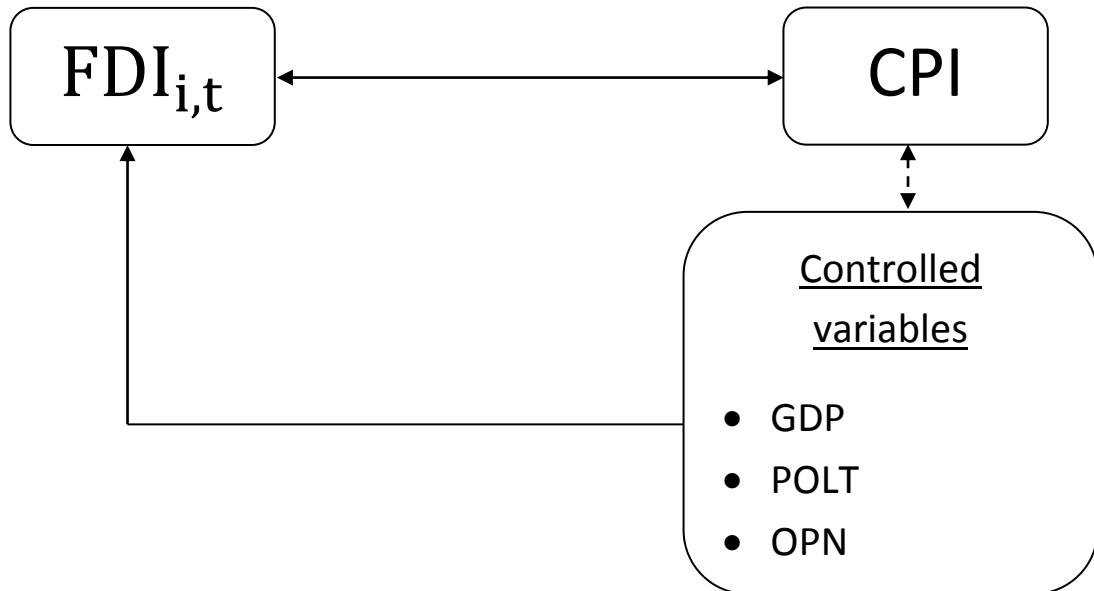 FDIi,t
CPI
Controlled
variables
• GDP
• POLT
• OPN